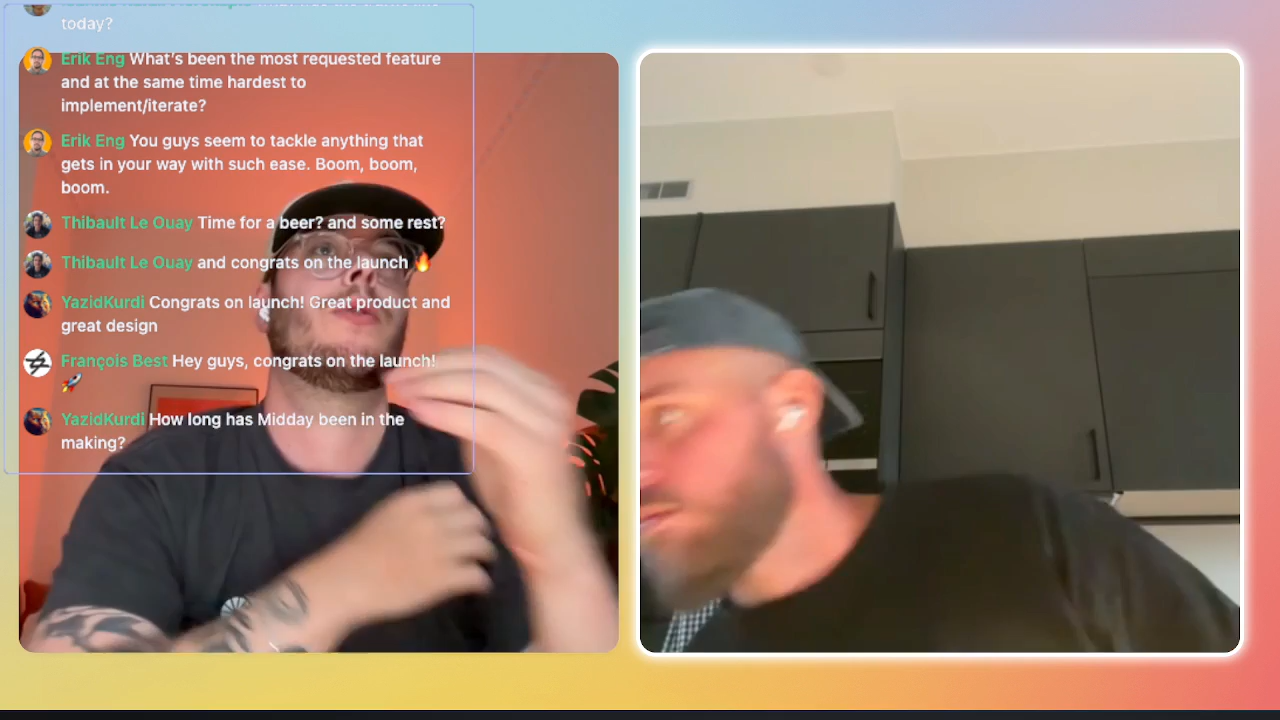 today?
Erik Eng What's been the most requested feature
and at the same time hardest to
implement/iterate?
Erik Eng You guys seem to tackle anything that
gets in your way with such ease. Boom, boom,
boom.
Thibault Le Ouay Time for a beer? and some rest?
Thibault Le Ouay and congrats on the launch 🔥
YazidKurdi Congrats on launch! Great product and
great design
François Best Hey guys, congrats on the launch!
🚀
YazidKurdi How long has Midday been in the
making?